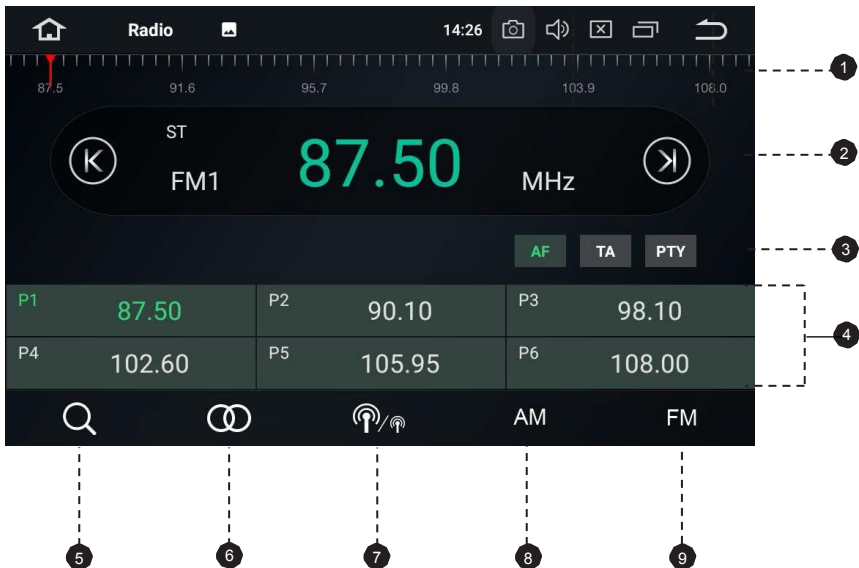 Radio 14:26
87.5 91.6 95.7 99.8 103.9 108.0
1
ST
FM1 87.50 MHz
2
AF TA PTY
3
P1 87.50 P2 90.10 P3 98.10
4
P4 102.60 P5 105.95 P6 108.00
AM FM
5 6 7 8 9